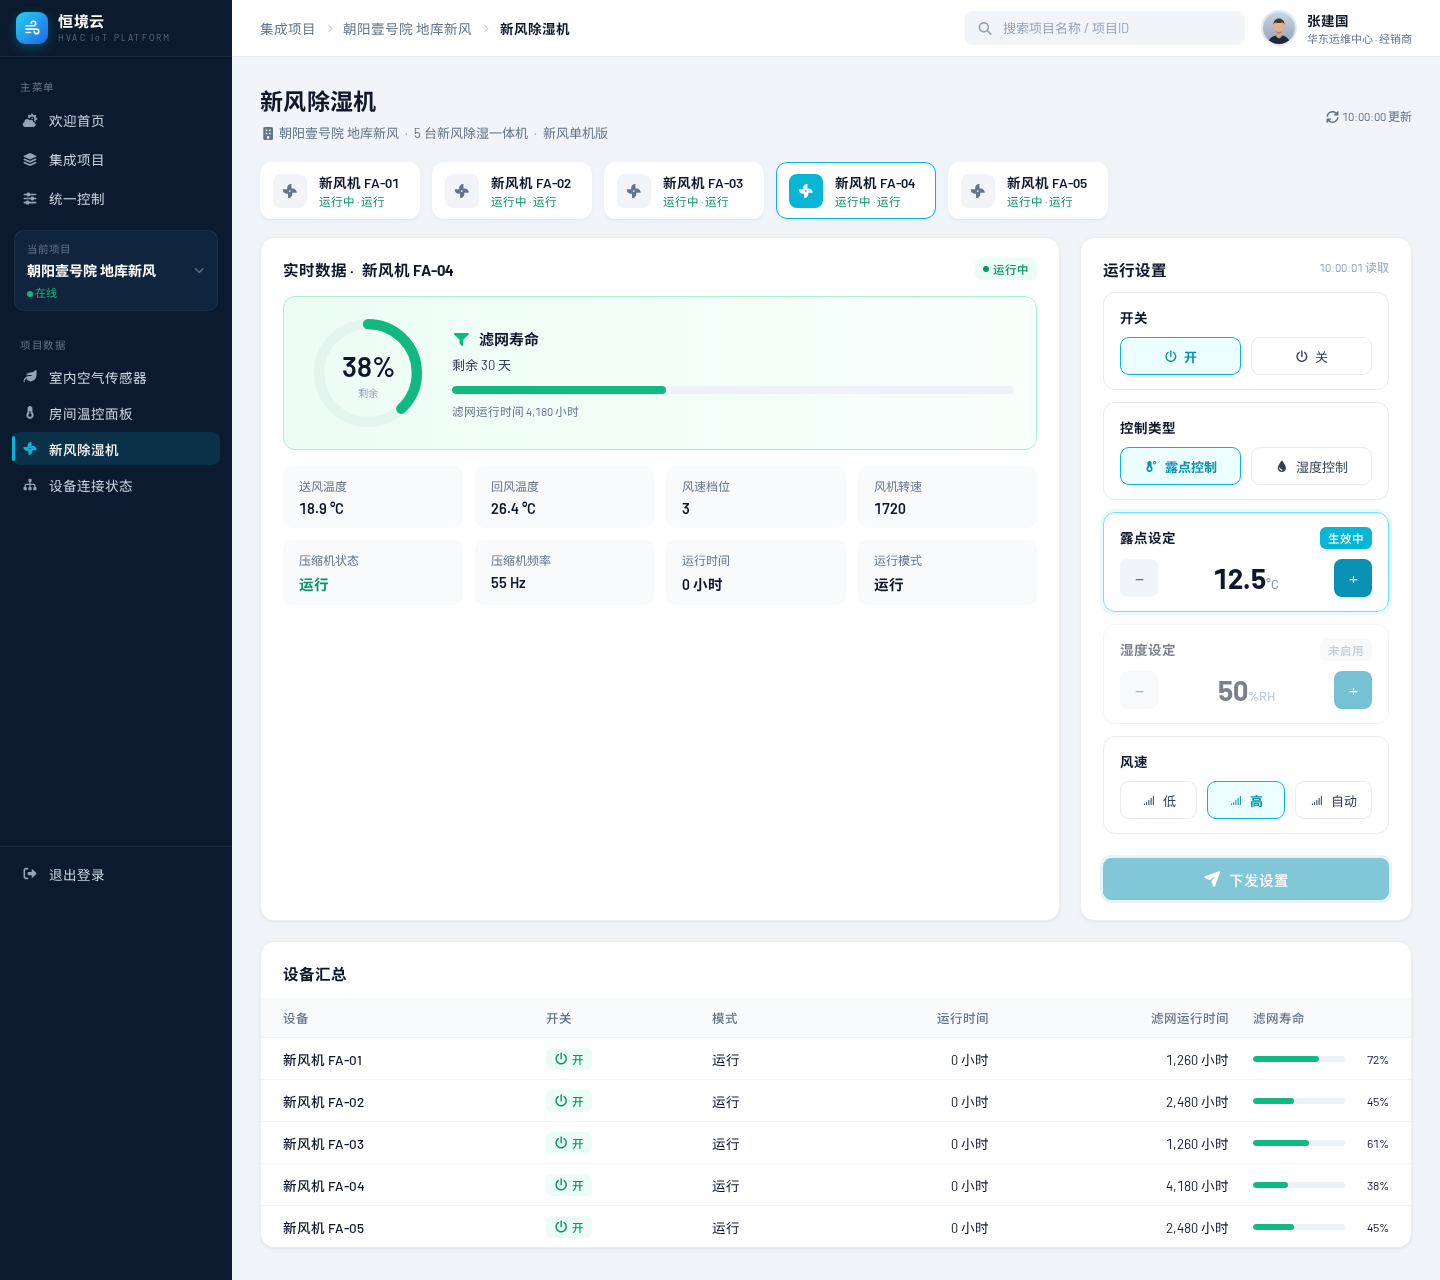 恒境云
HVAC IoT PLATFORM
主菜单
欢迎首页
集成项目
统一控制
当前项目
朝阳壹号院 地库新风
在线
项目数据
室内空气传感器
房间温控面板
新风除湿机
设备连接状态
退出登录
集成项目 朝阳壹号院 地库新风 新风除湿机
搜索项目名称 / 项目ID
张建国
华东运维中心 · 经销商
新风除湿机
朝阳壹号院 地库新风 · 5 台新风除湿一体机 · 新风单机版
10:00:00 更新
新风机 FA-01
运行中 · 运行
新风机 FA-02
运行中 · 运行
新风机 FA-03
运行中 · 运行
新风机 FA-04
运行中 · 运行
新风机 FA-05
运行中 · 运行
实时数据 · 新风机 FA-04
运行中
38%
剩余
滤网寿命
剩余 30 天
滤网运行时间 4,180 小时
送风温度
18.9 °C
回风温度
26.4 °C
风速档位
3
风机转速
1720
压缩机状态
运行
压缩机频率
55 Hz
运行时间
0 小时
运行模式
运行
运行设置
10:00:01 读取
开关
开 关
控制类型
露点控制 湿度控制
露点设定 生效中
− 12.5°C +
湿度设定 未启用
− 50%RH +
风速
低 高 自动
下发设置
设备汇总
设备 开关 模式 运行时间 滤网运行时间 滤网寿命
新风机 FA-01 开 运行 0 小时 1,260 小时 72%
新风机 FA-02 开 运行 0 小时 2,480 小时 45%
新风机 FA-03 开 运行 0 小时 1,260 小时 61%
新风机 FA-04 开 运行 0 小时 4,180 小时 38%
新风机 FA-05 开 运行 0 小时 2,480 小时 45%